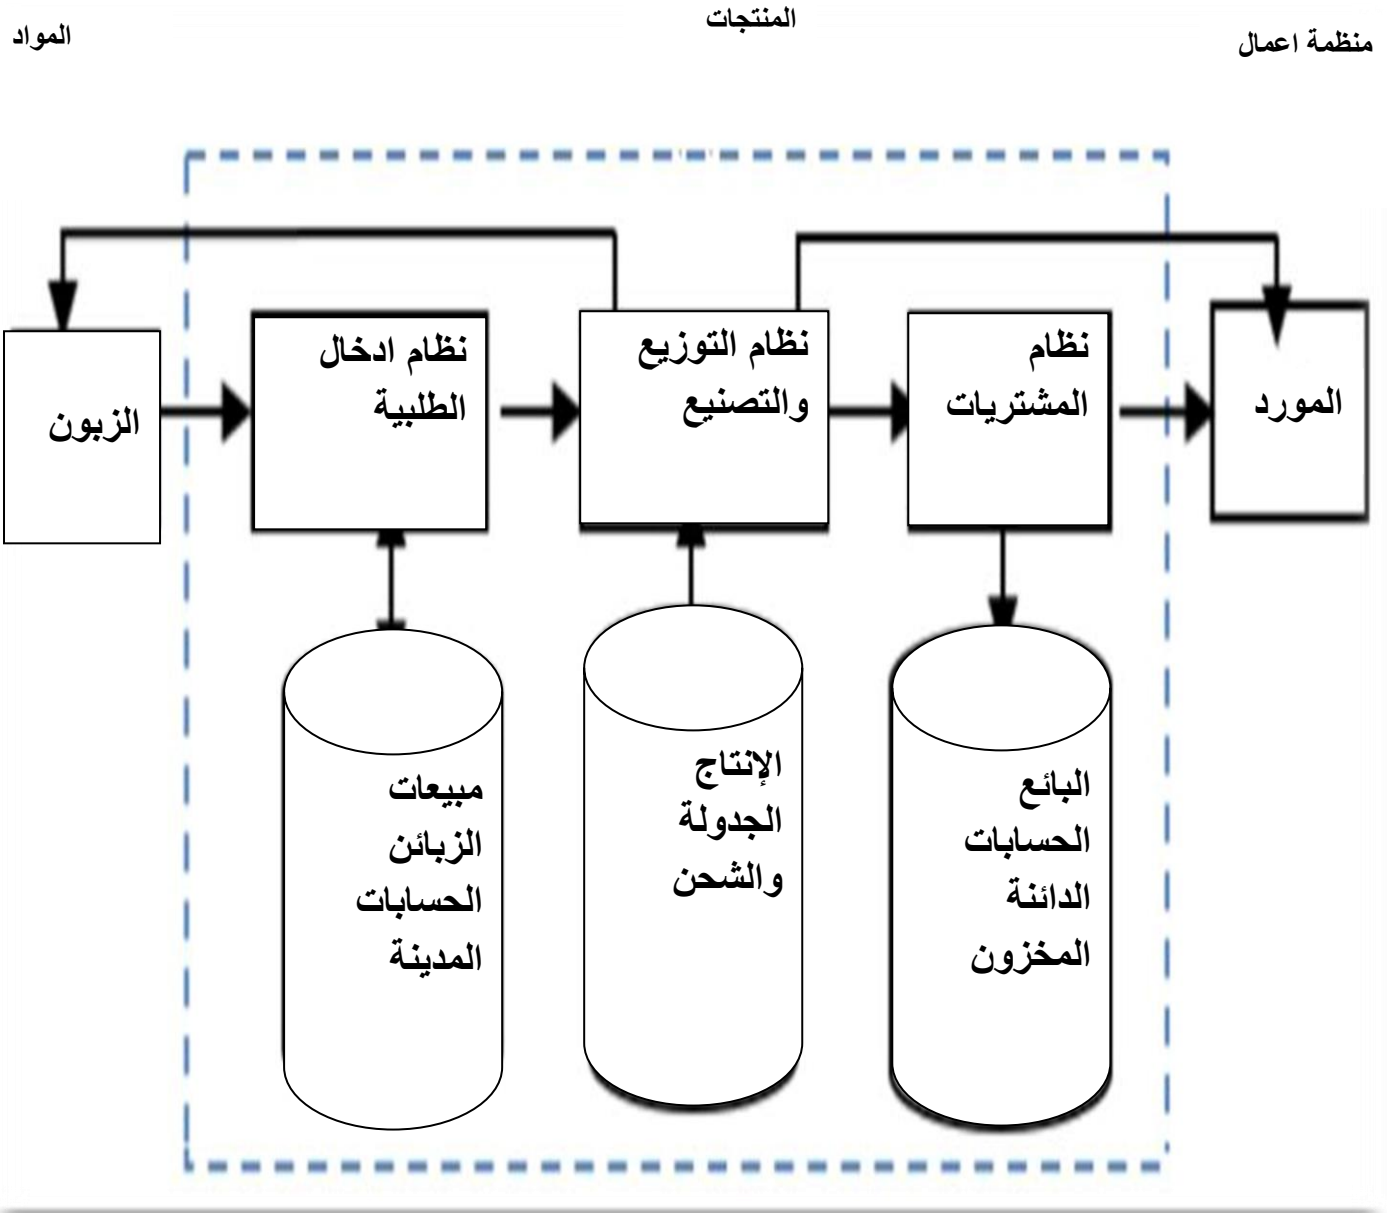 منظمة اعمال
المنتجات
المواد
المورد
نظام
المشتريات
نظام التوزيع
والتصنيع
نظام ادخال
الطلبية
الزبون
البائع
الحسابات
الدائنة
المخزون
الإنتاج
الجدولة
والشحن
مبيعات
الزبائن
الحسابات
المدينة